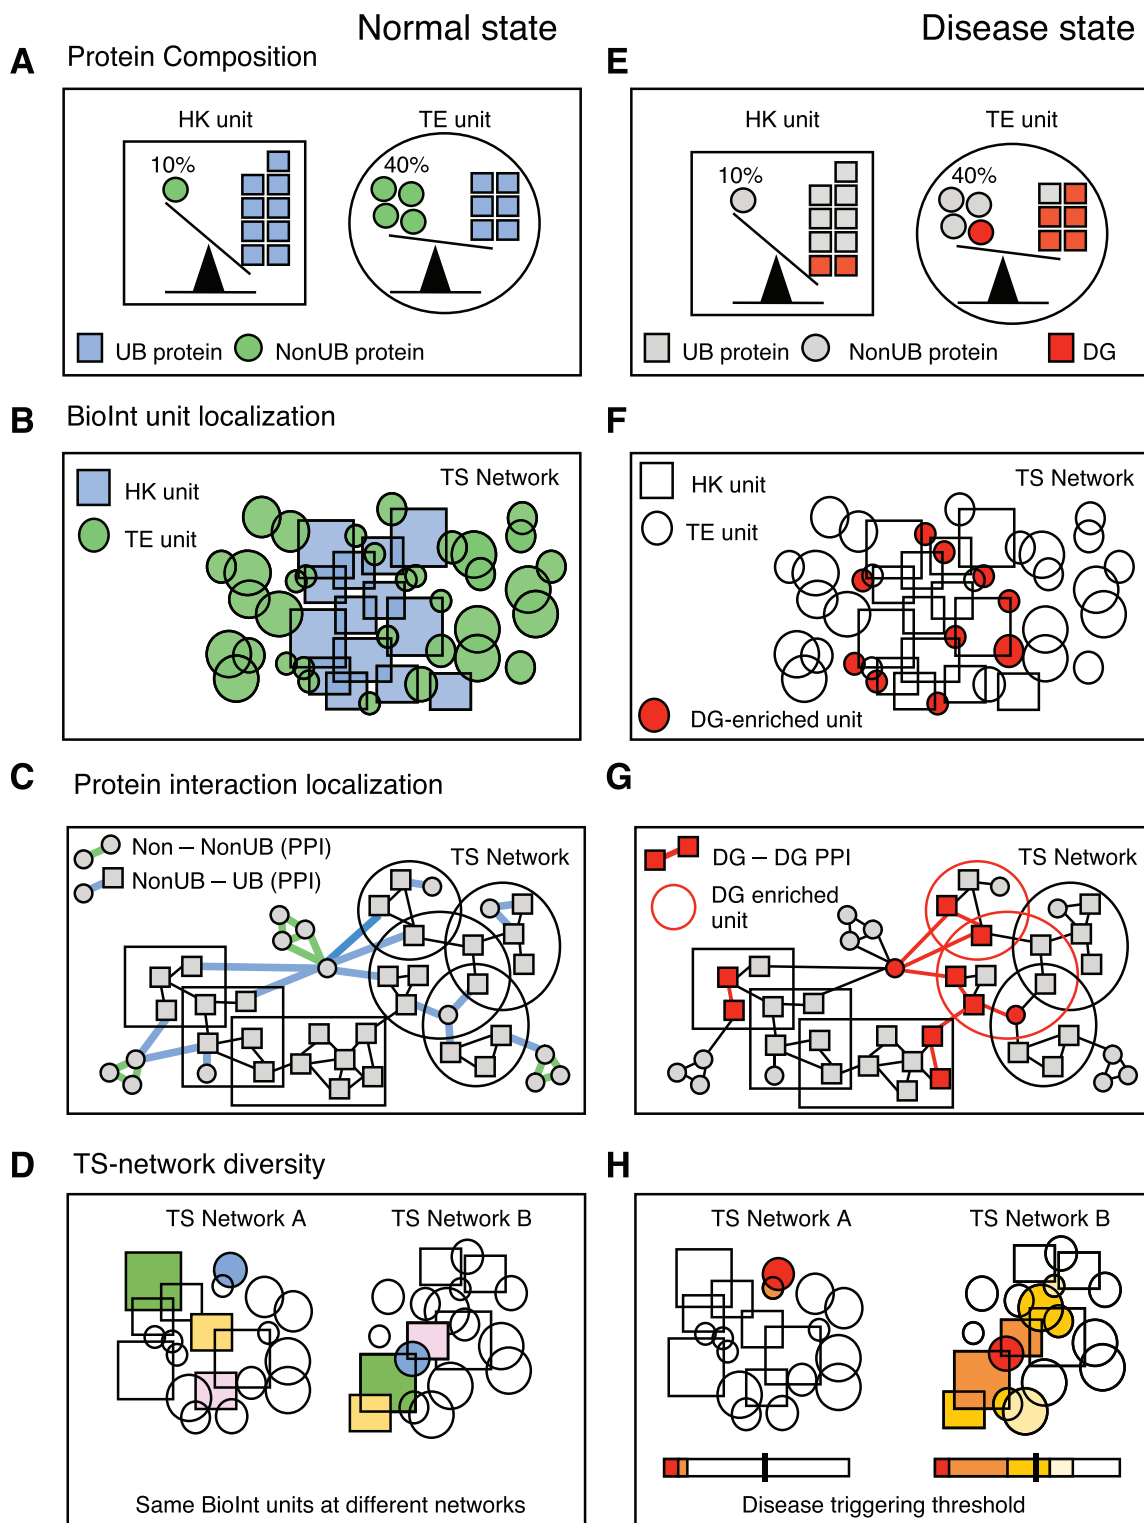 Normal state
Disease state
A
Protein Composition
HK unit
TE unit
10%
40%
UB protein
NonUB protein
E
HK unit
TE unit
10%
40%
UB protein
NonUB protein
DG
B
BioInt unit localization
HK unit
TS Network
TE unit
F
HK unit
TS Network
TE unit
DG-enriched unit
C
Protein interaction localization
Non – NonUB (PPI)
NonUB – UB (PPI)
TS Network
G
DG – DG PPI
TS Network
DG enriched
unit
D
TS-network diversity
TS Network A
TS Network B
Same BioInt units at different networks
H
TS Network A
TS Network B
Disease triggering threshold